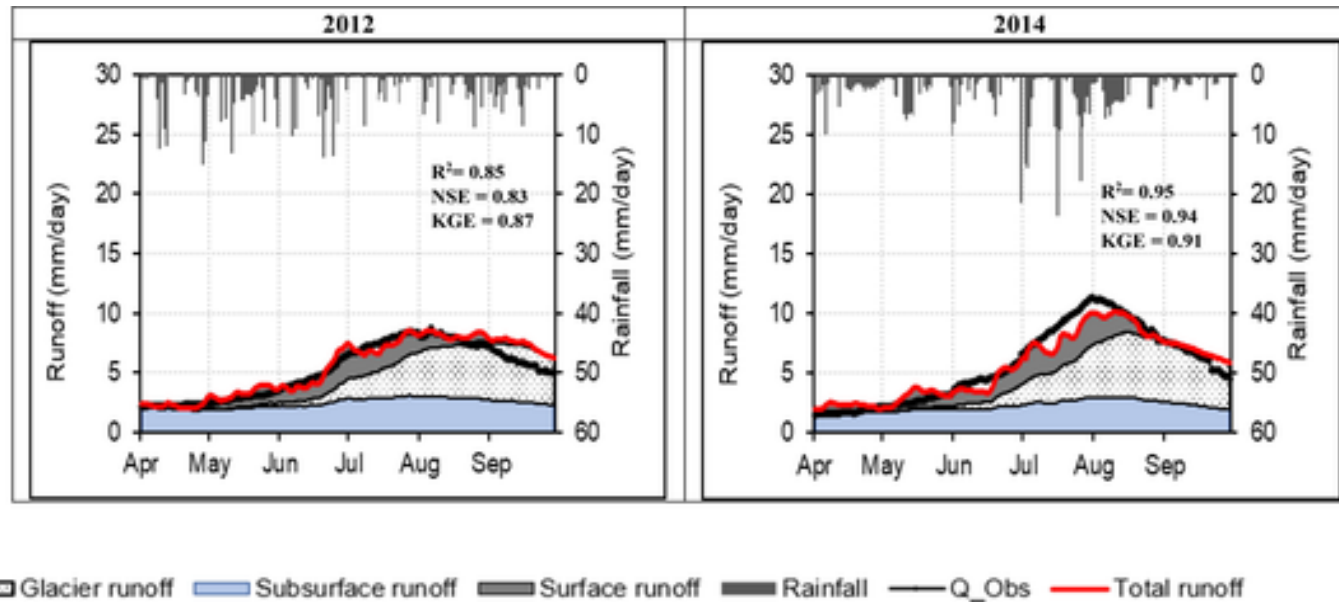 2012 2014
30 0 30 0
25 10 25 10
20 20 20 20
15 30 15 30
10 40 10 40
5 50 5 50
0 60 0 60
Runoff (mm/day)
Rainfall (mm/day)
Runoff (mm/day)
Rainfall (mm/day)
R²= 0.85
NSE = 0.83
KGE = 0.87
R²= 0.95
NSE = 0.94
KGE = 0.91
Apr May Jun Jul Aug Sep Apr May Jun Jul Aug Sep
Glacier runoff Subsurface runoff Surface runoff Rainfall Q_Obs Total runoff